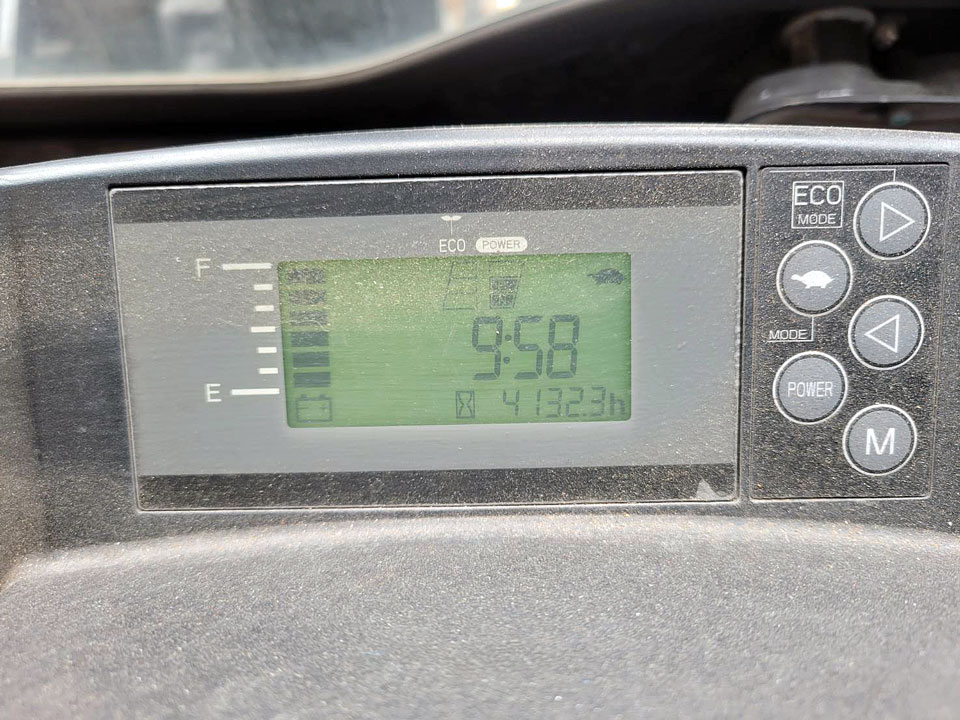 ECO POWER
F
9:58
E
4132.3h
ECO
MODE
MODE
POWER
M